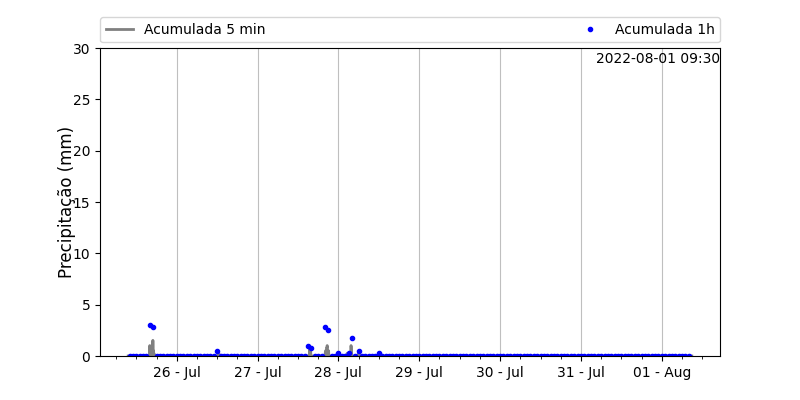 Acumulada 5 min
Acumulada 1h
2022-08-01 09:30
Precipitação (mm)
30
25
20
15
10
5
0
26 - Jul
27 - Jul
28 - Jul
29 - Jul
30 - Jul
31 - Jul
01 - Aug